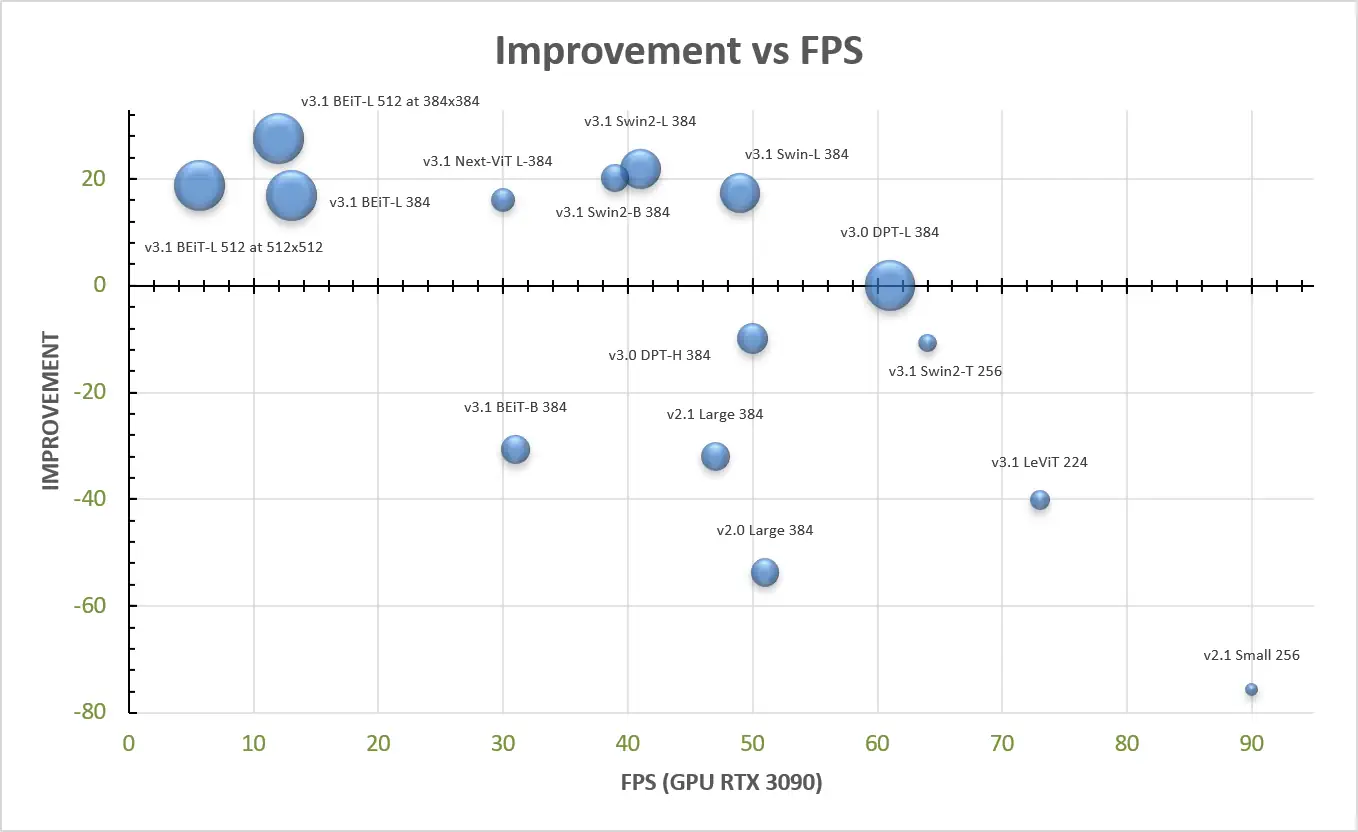 Improvement vs FPS
v3.1 BEiT-L 512 at 384x384
v3.1 Swin2-L 384
v3.1 Next-ViT L-384
v3.1 Swin-L 384
20
v3.1 BEiT-L 384
v3.1 Swin2-B 384
v3.0 DPT-L 384
v3.1 BEiT-L 512 at 512x512
0
v3.0 DPT-H 384
v3.1 Swin2-T 256
-20
v3.1 BEiT-B 384
v2.1 Large 384
IMPROVEMENT
v3.1 LeViT 224
-40
v2.0 Large 384
-60
v2.1 Small 256
-80
0 10 20 30 40 50 60 70 80 90
FPS (GPU RTX 3090)